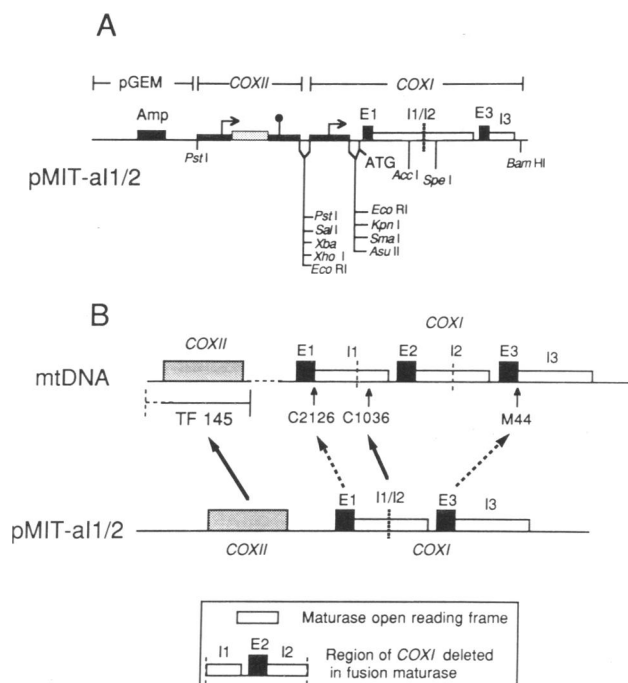 A
pGEM COXII COXI
Amp E1 I1/I2 E3 I3
Pst I ATG Acc I Spe I Bam HI
pMIT-aI1/2
Pst I
Sal I
Xba
Xho I
Eco RI
Eco RI
Kpn I
Sma I
Asu II
B
COXI
COXII E1 I1 E2 I2 E3 I3
mtDNA
TF 145 C2126 C1036 M44
E1 I1/I2 E3 I3
pMIT-aI1/2
COXII COXI
Maturase open reading frame
I1 E2 I2
Region of COXI deleted
in fusion maturase